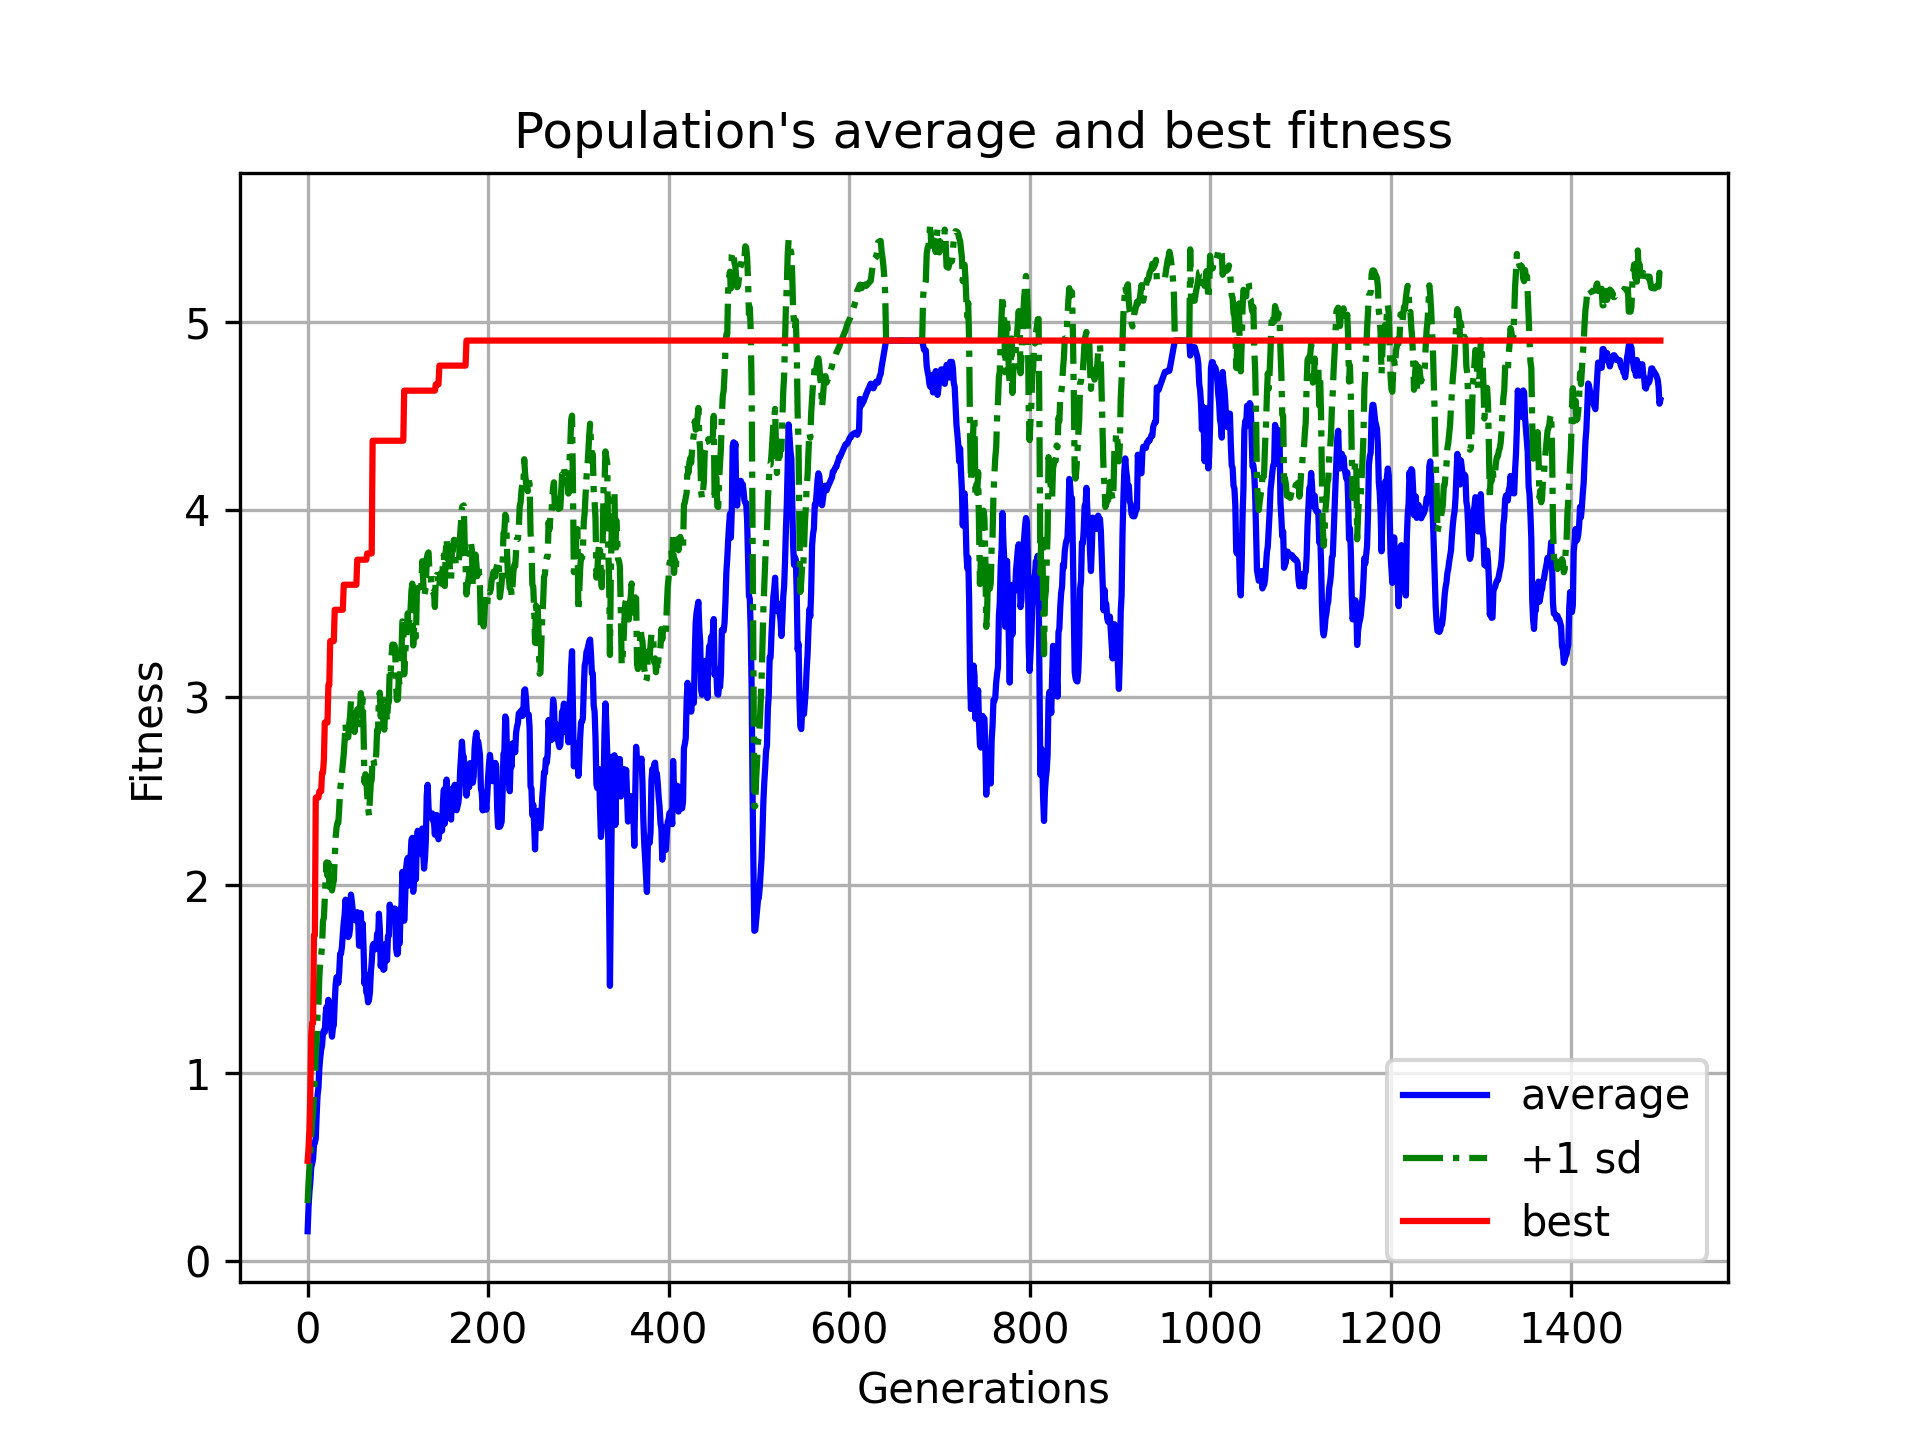 Population's average and best fitness
Fitness
5
4
3
2
1
0
average
+1 sd
best
0 200 400 600 800 1000 1200 1400
Generations